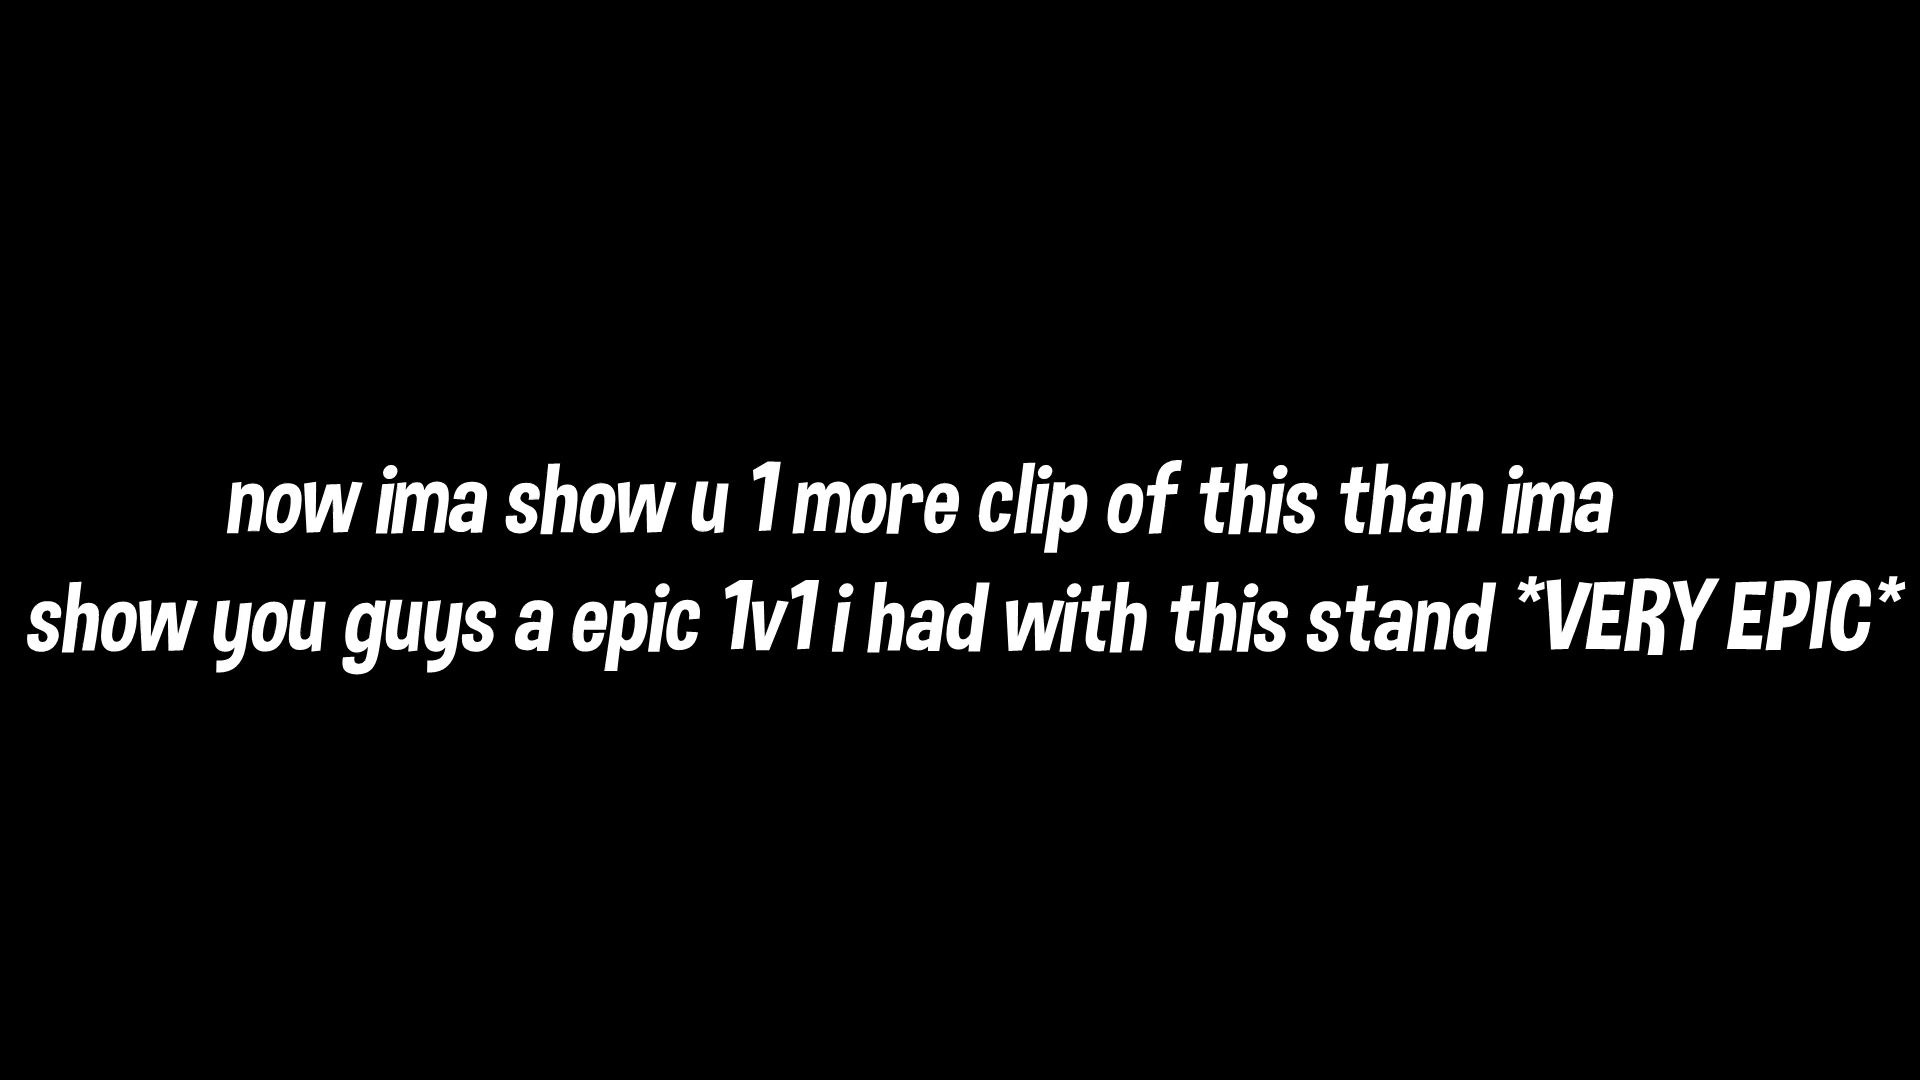 now ima show u 1 more clip of this than ima
show you guys a epic 1v1 i had with this stand *VERY EPIC*